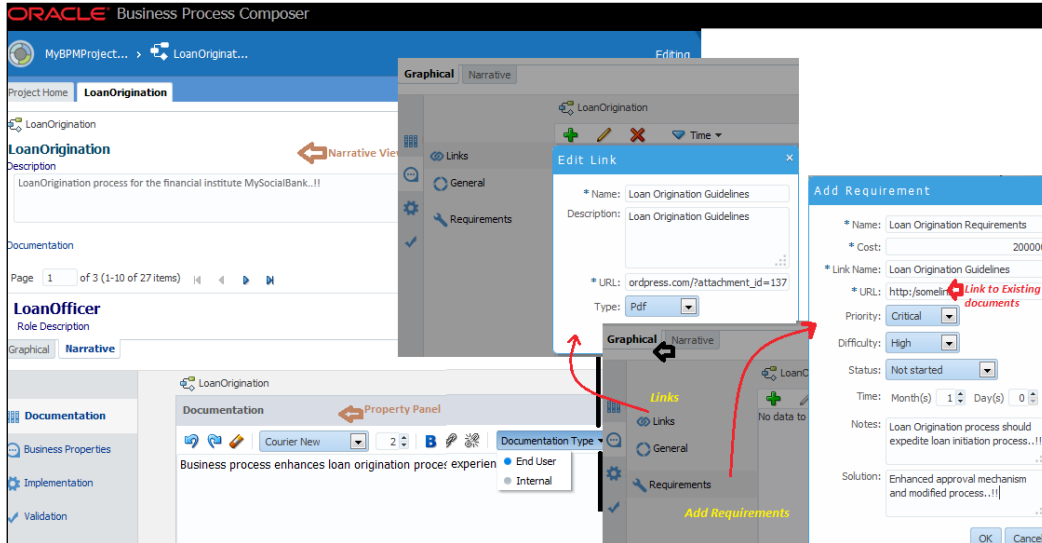 ORACLE Business Process Composer
MyBPMProject... › LoanOriginat...
Editing
Project Home
LoanOrigination
LoanOrigination
LoanOrigination
Narrative Vie
Description
LoanOrigination process for the financial institute MySocialBank..!!
Documentation
Page 1 of 3 (1-10 of 27 items)
LoanOfficer
Role Description
Graphical
Narrative
LoanOrigination
Documentation
Property Panel
Documentation
Business Properties
Implementation
Validation
Courier New
2
B
Documentation Type
Business process enhances loan origination proces experien
End User
Internal
Graphical
Narrative
LoanOrigination
Time
Links
General
Requirements
Edit Link
×
* Name: Loan Origination Guidelines
Description: Loan Origination Guidelines
* URL: ordpress.com/?attachment_id=137
Type: Pdf
Graphical
Narrative
LoanO
No data to
Links
Links
General
Requirements
Add Requirements
Add Requirement
* Name: Loan Origination Requirements
* Cost: 200000
* Link Name: Loan Origination Guidelines
* URL: http:/somelin
Link to Existing
documents
Priority: Critical
Difficulty: High
Status: Not started
Time: Month(s) 1 Day(s) 0
Notes: Loan Origination process should
expedite loan initiation process..!!
Solution: Enhanced approval mechanism
and modified process..!!
OK
Cancel